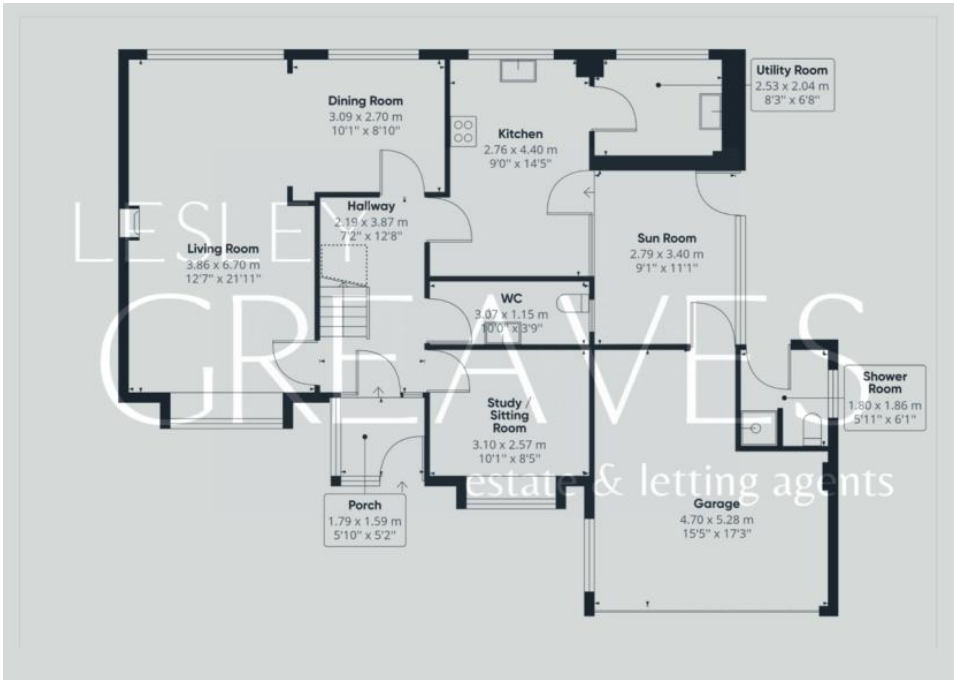 Utility Room
2.53 x 2.04 m
8'3" x 6'8"
Dining Room
3.09 x 2.70 m
10'1" x 8'10"
Kitchen
2.76 x 4.40 m
9'0" x 14'5"
Hallway
2.19 x 3.87 m
7'2" x 12'8"
LESLEY
Living Room
3.86 x 6.70 m
12'7" x 21'11"
Sun Room
2.79 x 3.40 m
9'1" x 11'1"
WC
3.07 x 1.15 m
10'0" x 3'9"
GREAVES
Shower
Room
1.80 x 1.86 m
5'11" x 6'1"
Study /
Sitting
Room
3.10 x 2.57 m
10'1" x 8'5"
estate & letting agents
Porch
1.79 x 1.59 m
5'10" x 5'2"
Garage
4.70 x 5.28 m
15'5" x 17'3"